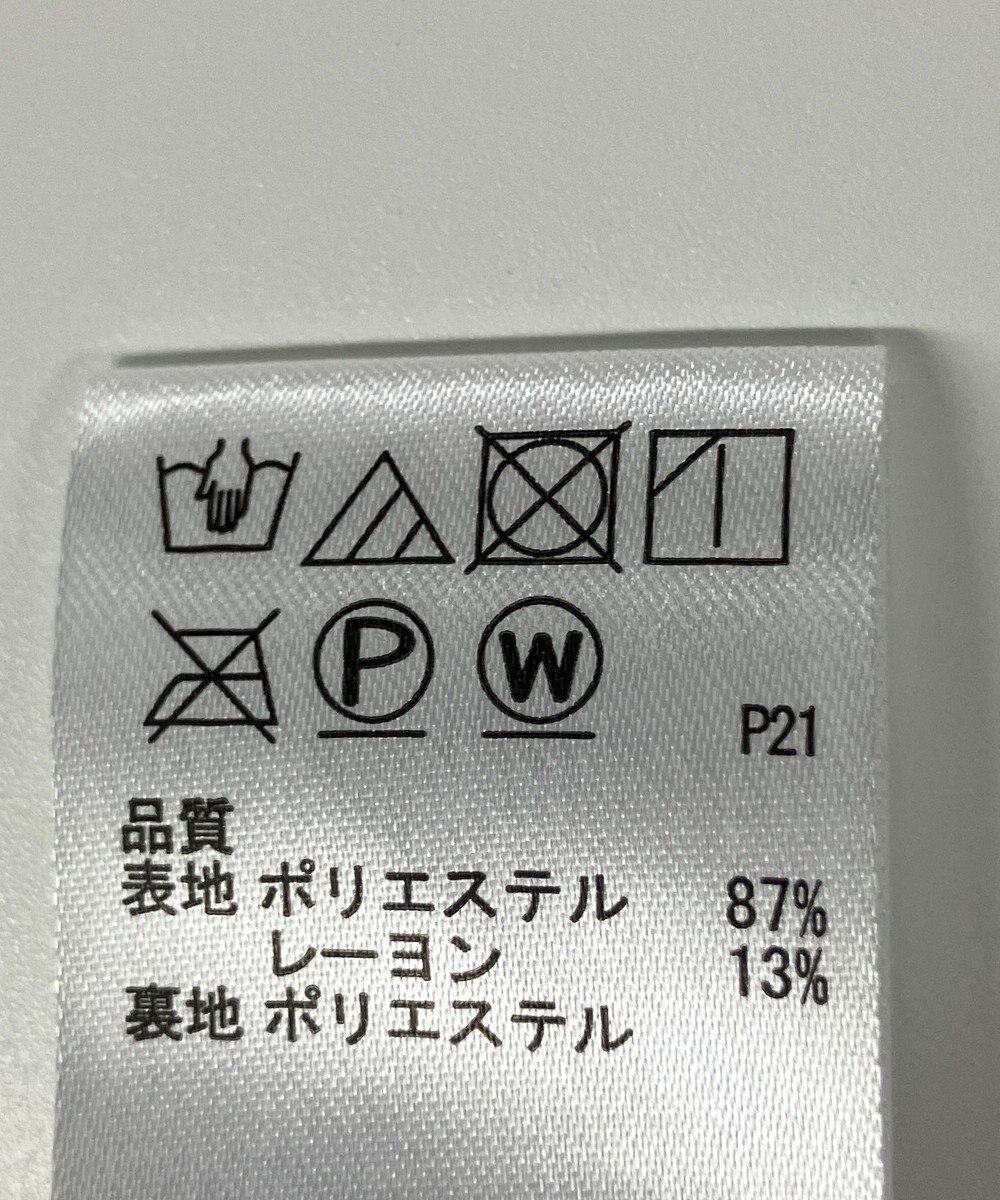 P W
P21
品質
表地 ポリエステル 87%
レーヨン 13%
裏地 ポリエステル